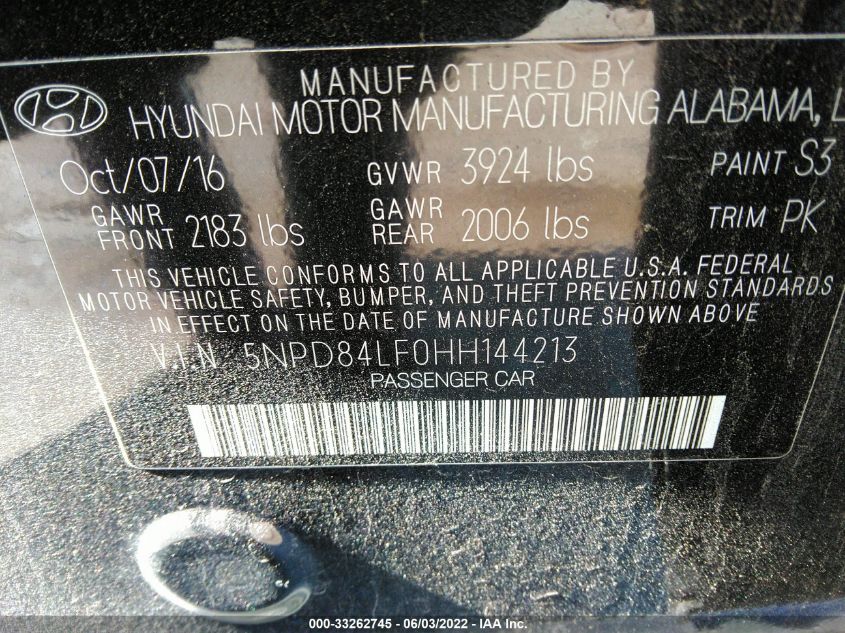 MANUFACTURED BY
HYUNDAI MOTOR MANUFACTURING ALABAMA, L
Oct/07/16 GVWR 3924 lbs PAINT S3
GAWR FRONT 2183 lbs GAWR REAR 2006 lbs TRIM PK
THIS VEHICLE CONFORMS TO ALL APPLICABLE U.S.A. FEDERAL
MOTOR VEHICLE SAFETY, BUMPER, AND THEFT PREVENTION STANDARDS
IN EFFECT ON THE DATE OF MANUFACTURE SHOWN ABOVE
V.I.N. 5NPD84LF0HH144213
PASSENGER CAR
000-33262745 - 06/03/2022 - IAA Inc.